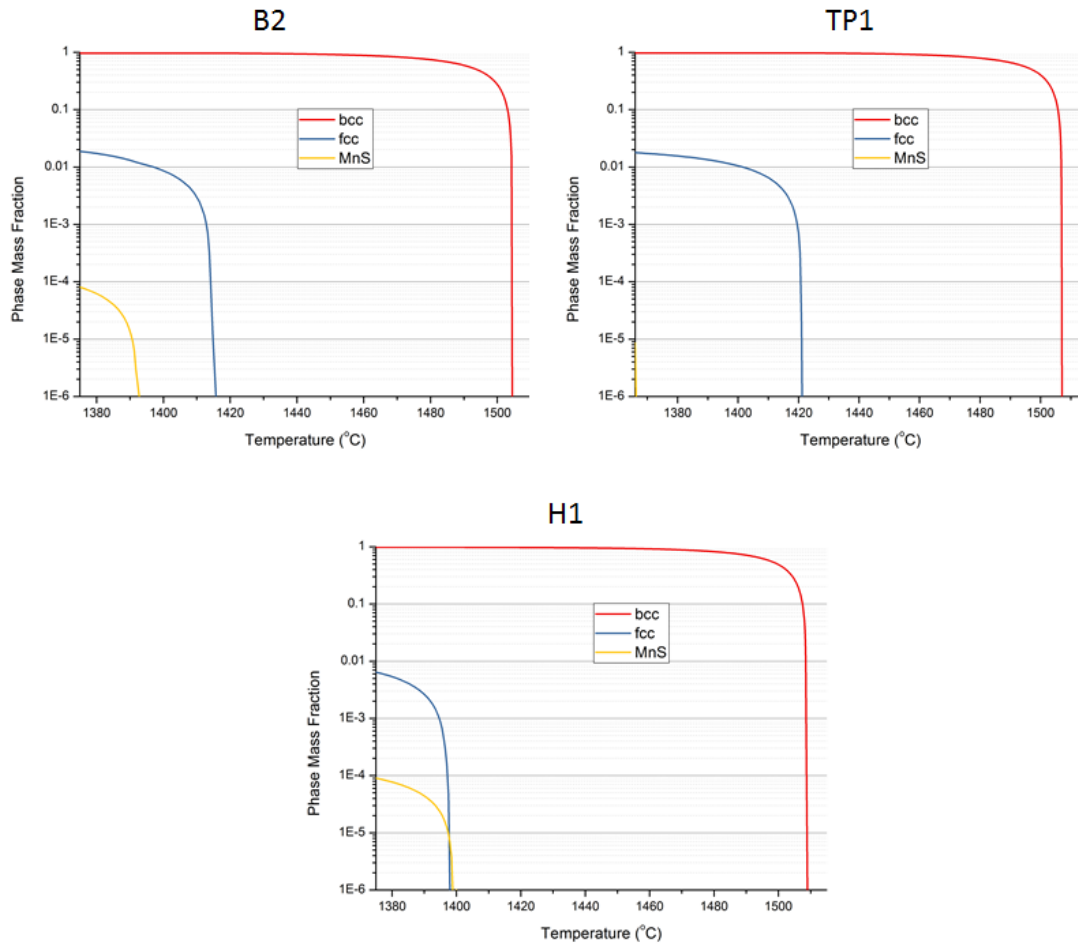 B2
1
0.1
0.01
1E-3
1E-4
1E-5
1E-6
Phase Mass Fraction
bcc
fcc
MnS
1380 1400 1420 1440 1460 1480 1500
Temperature (°C)
TP1
1
0.1
0.01
1E-3
1E-4
1E-5
1E-6
Phase Mass Fraction
bcc
fcc
MnS
1380 1400 1420 1440 1460 1480 1500
Temperature (°C)
H1
1
0.1
0.01
1E-3
1E-4
1E-5
1E-6
Phase Mass Fraction
bcc
fcc
MnS
1380 1400 1420 1440 1460 1480 1500
Temperature (°C)